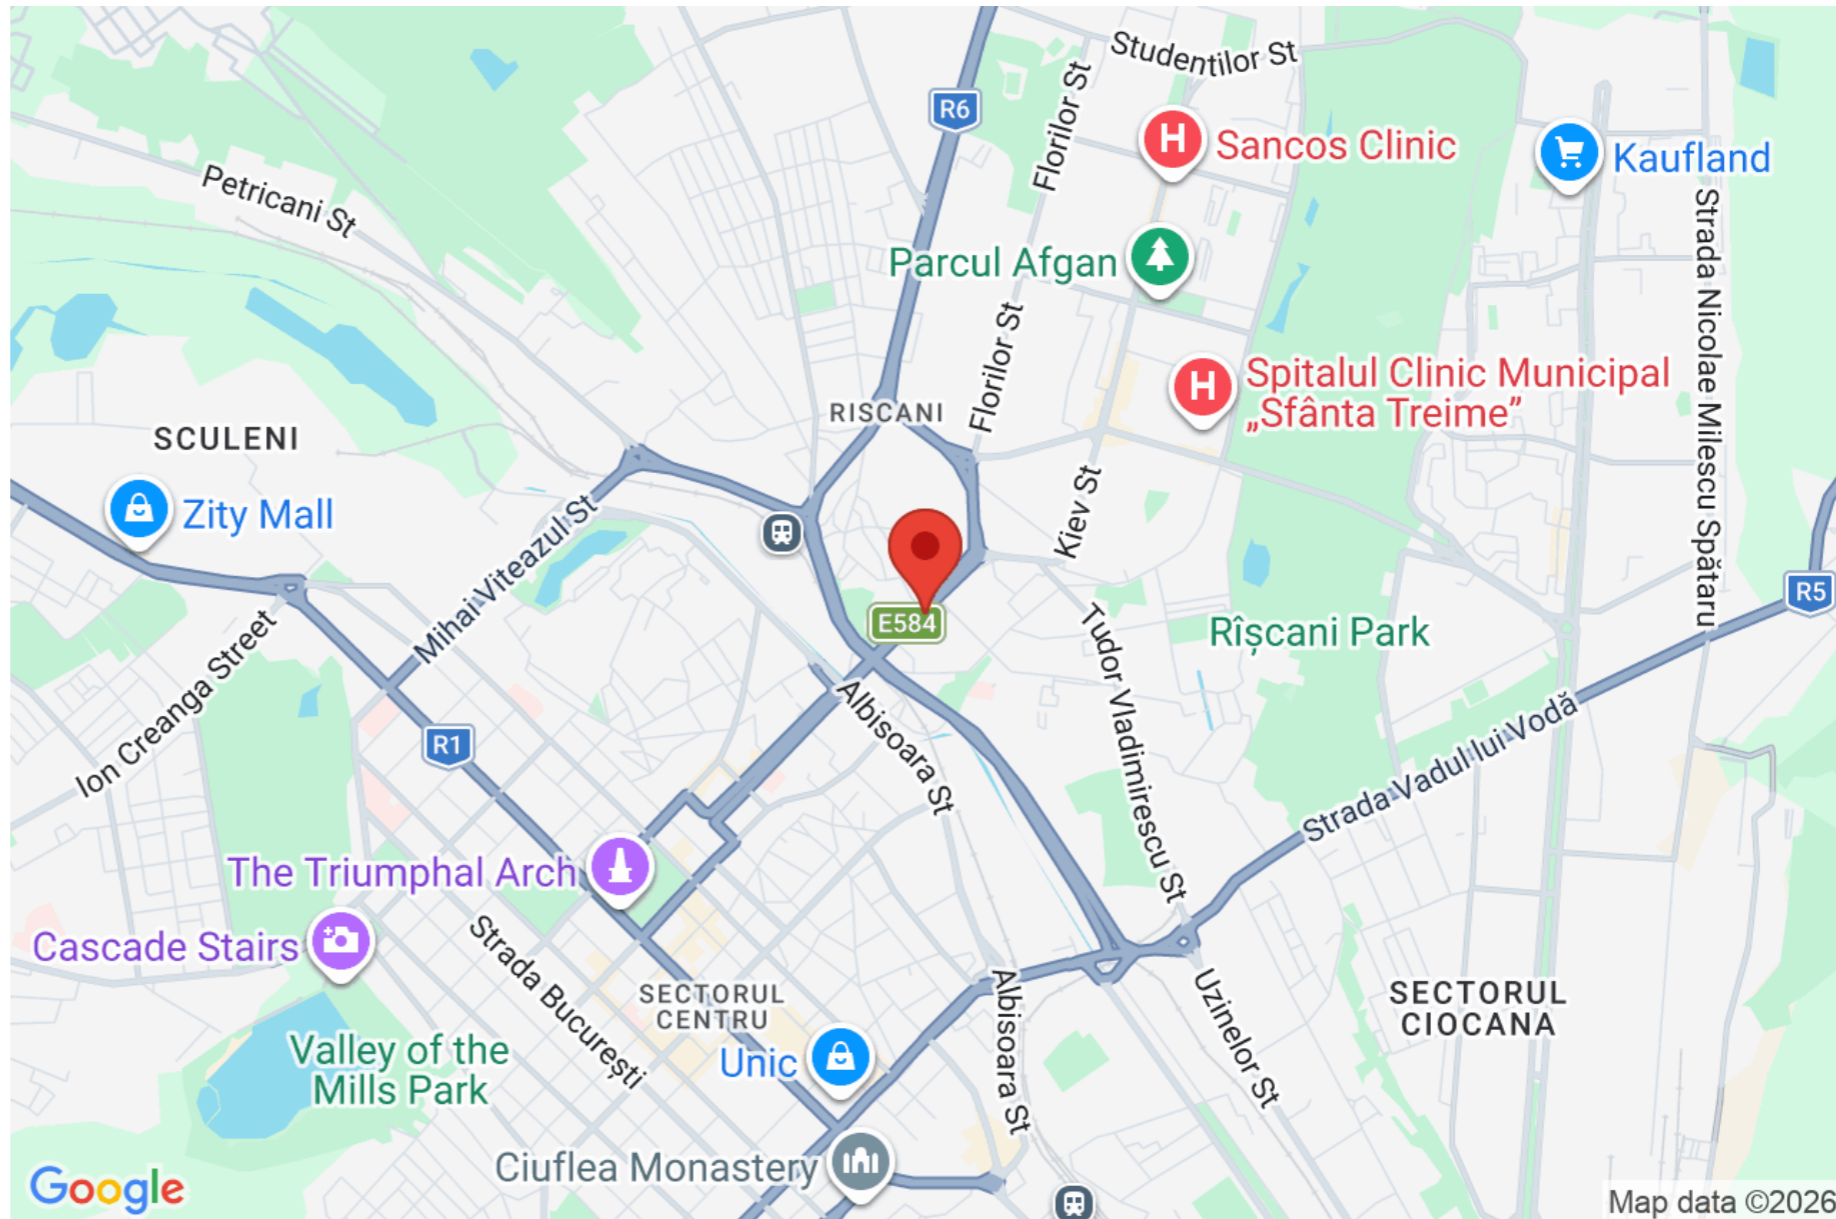 Studentilor St
R6
Florilor St
Sancos Clinic
Kaufland
Petricani St
Strada Nicolae Milescu Spătaru
Parcul Afgan
Florilor St
Spitalul Clinic Municipal
„Sfânta Treime”
RISCANI
SCULENI
Zity Mall
Mihai Viteazul St
Kiev St
E584
R5
Rîșcani Park
Ion Creanga Street
Tudor Vladimirescu St
Albisoara St
R1
Strada Vadul lui Vodă
The Triumphal Arch
Cascade Stairs
Strada București
SECTORUL
CENTRU
Albisoara St
Uzinelor St
SECTORUL
CIOCANA
Valley of the
Mills Park
Unic
Ciuflea Monastery
Google
Map data ©2026